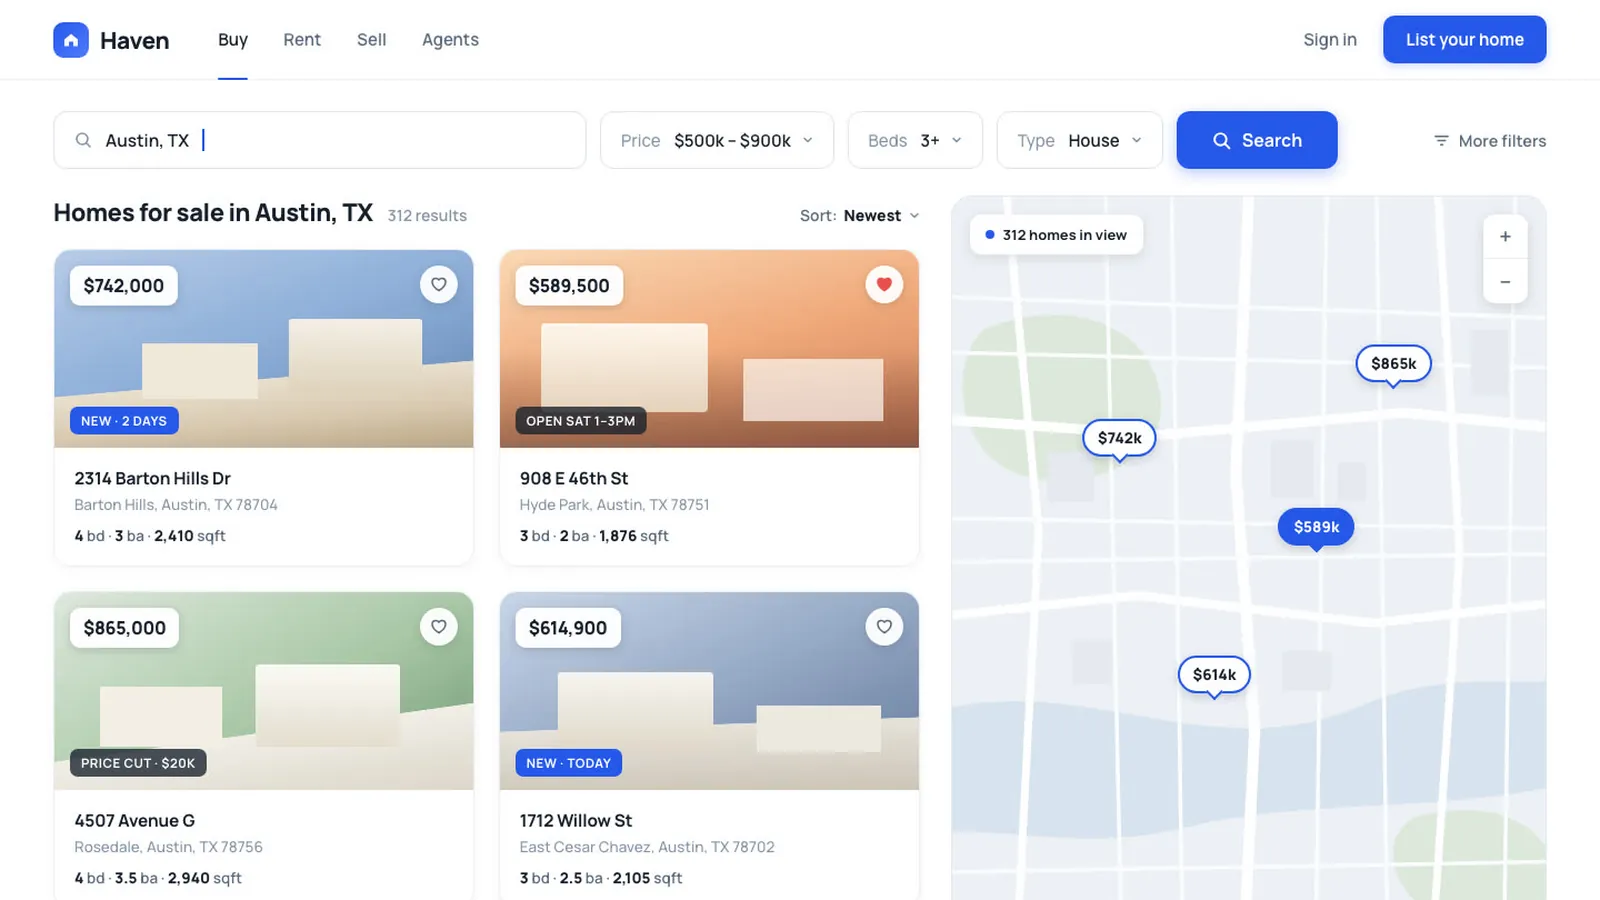 Haven
Buy
Rent
Sell
Agents
Sign in
List your home
Austin, TX
Price $500k – $900k
Beds 3+
Type House
Search
More filters
Homes for sale in Austin, TX 312 results
Sort: Newest
$742,000
NEW · 2 DAYS
2314 Barton Hills Dr
Barton Hills, Austin, TX 78704
4 bd · 3 ba · 2,410 sqft
$589,500
OPEN SAT 1–3PM
908 E 46th St
Hyde Park, Austin, TX 78751
3 bd · 2 ba · 1,876 sqft
$865,000
PRICE CUT · $20K
4507 Avenue G
Rosedale, Austin, TX 78756
4 bd · 3.5 ba · 2,940 sqft
$614,900
NEW · TODAY
1712 Willow St
East Cesar Chavez, Austin, TX 78702
3 bd · 2.5 ba · 2,105 sqft
312 homes in view
+
−
$865k
$742k
$589k
$614k